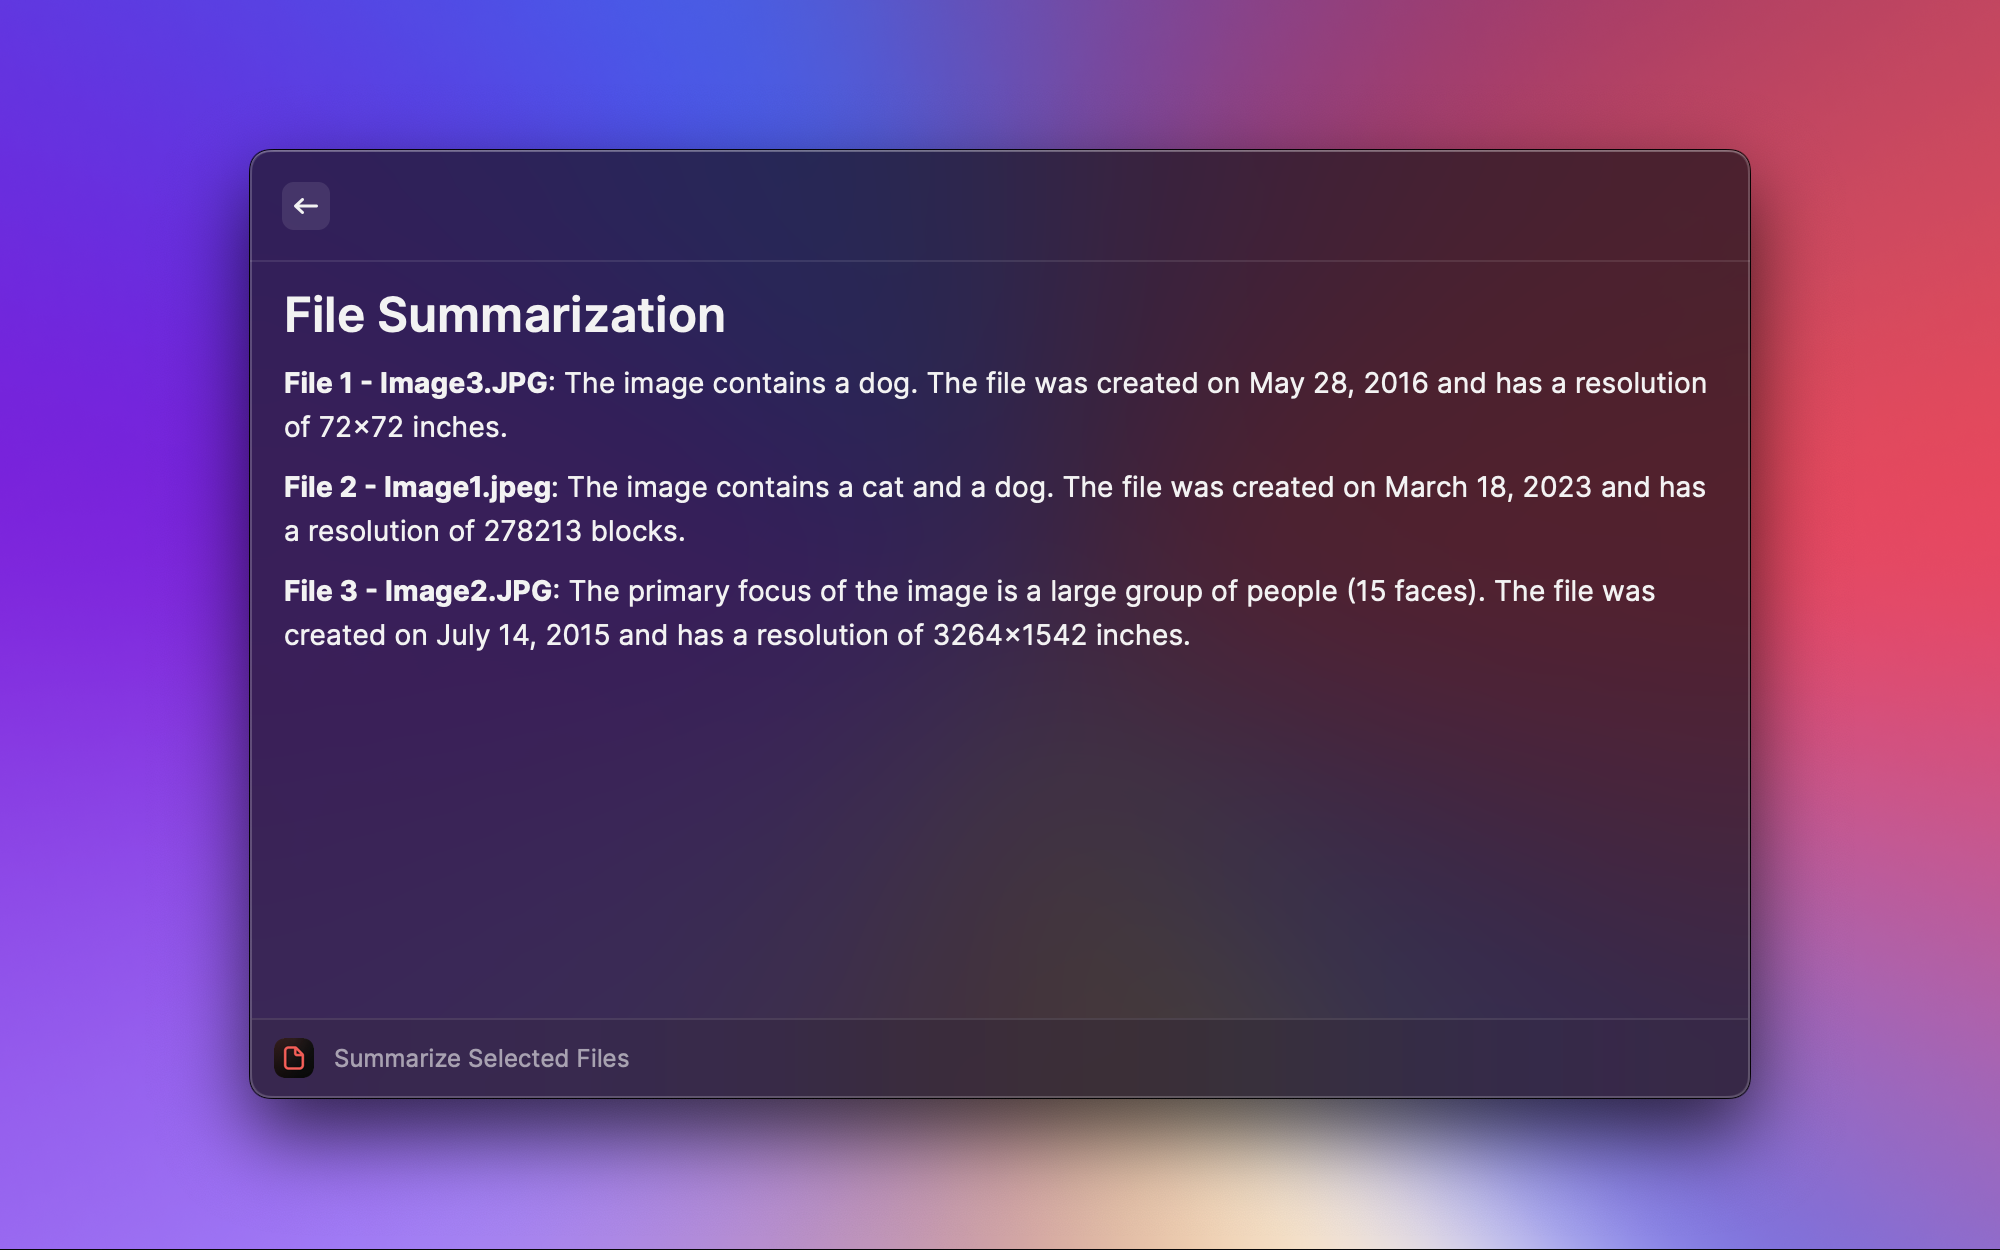 File Summarization
File 1 - Image3.JPG: The image contains a dog. The file was created on May 28, 2016 and has a resolution
of 72×72 inches.
File 2 - Image1.jpeg: The image contains a cat and a dog. The file was created on March 18, 2023 and has
a resolution of 278213 blocks.
File 3 - Image2.JPG: The primary focus of the image is a large group of people (15 faces). The file was
created on July 14, 2015 and has a resolution of 3264×1542 inches.
Summarize Selected Files